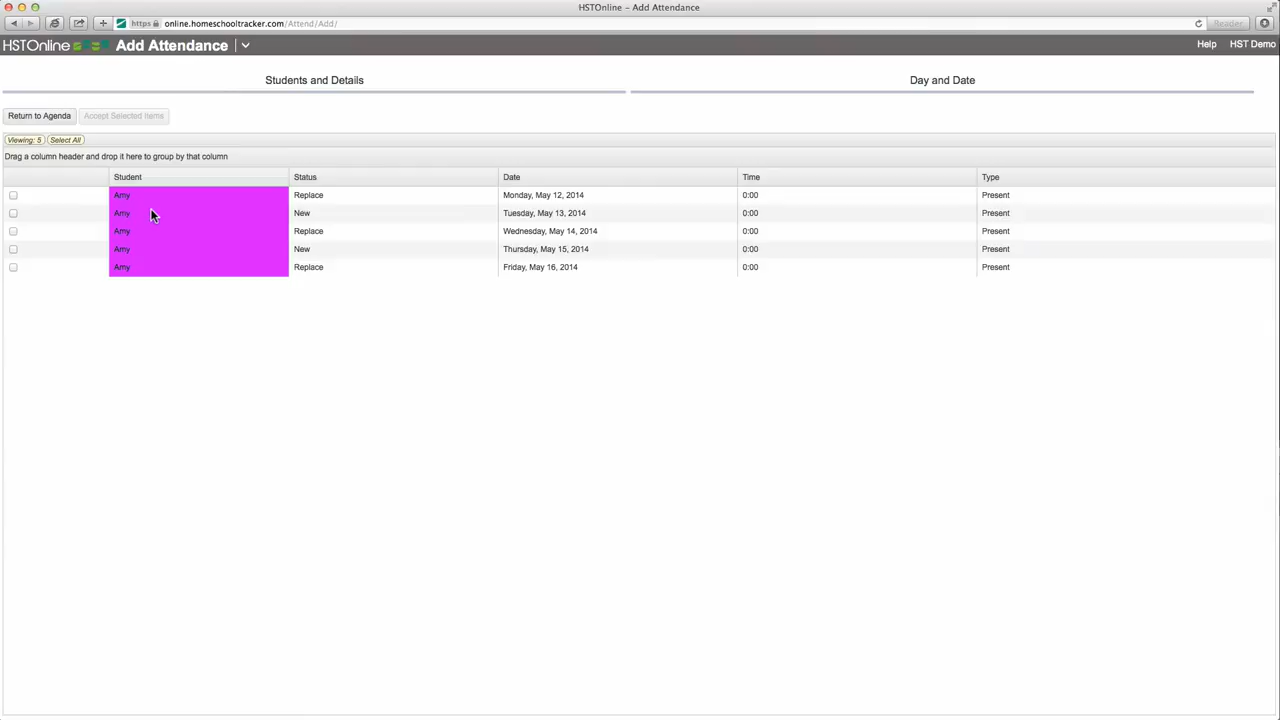 HSTOnline – Add Attendance
https online.homeschooltracker.com/Attend/Add/ Reader
HSTOnline Add Attendance Help HST Demo
Students and Details Day and Date
Return to Agenda Accept Selected Items
Viewing: 5 Select All
Drag a column header and drop it here to group by that column
Student Status Date Time Type
Amy Replace Monday, May 12, 2014 0:00 Present
Amy New Tuesday, May 13, 2014 0:00 Present
Amy Replace Wednesday, May 14, 2014 0:00 Present
Amy New Thursday, May 15, 2014 0:00 Present
Amy Replace Friday, May 16, 2014 0:00 Present